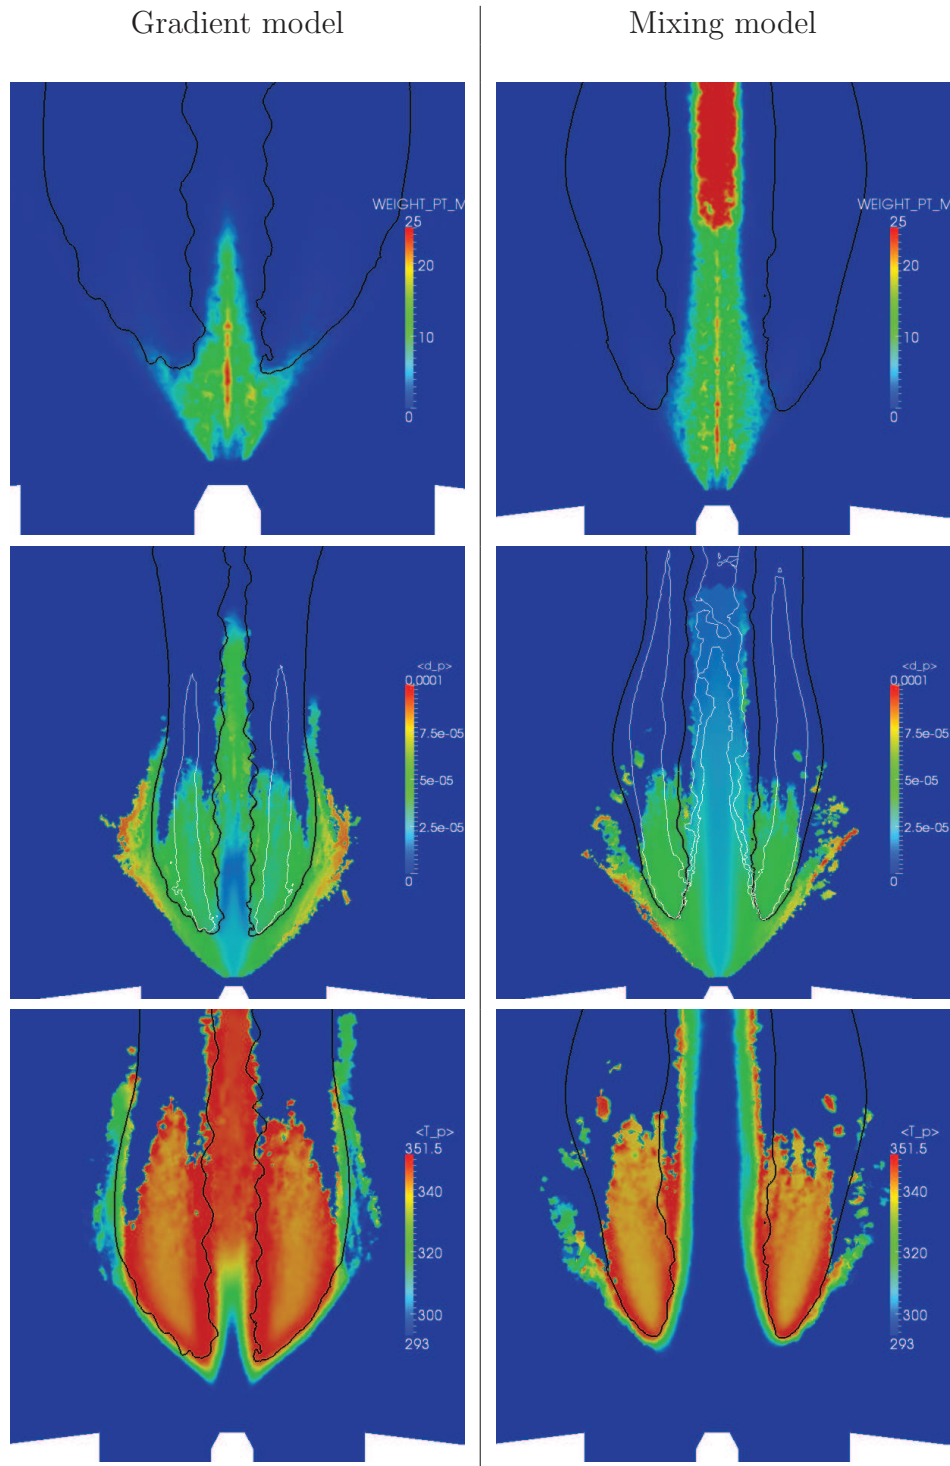 Gradient model
Mixing model
WEIGHT_PT_M
25
20
10
0
WEIGHT_PT_M
25
20
10
0
<d_p>
0.0001
7.5e-05
5e-05
2.5e-05
0
<d_p>
0.0001
7.5e-05
5e-05
2.5e-05
0
<T_p>
351.5
340
320
300
293
<T_p>
351.5
340
320
300
293